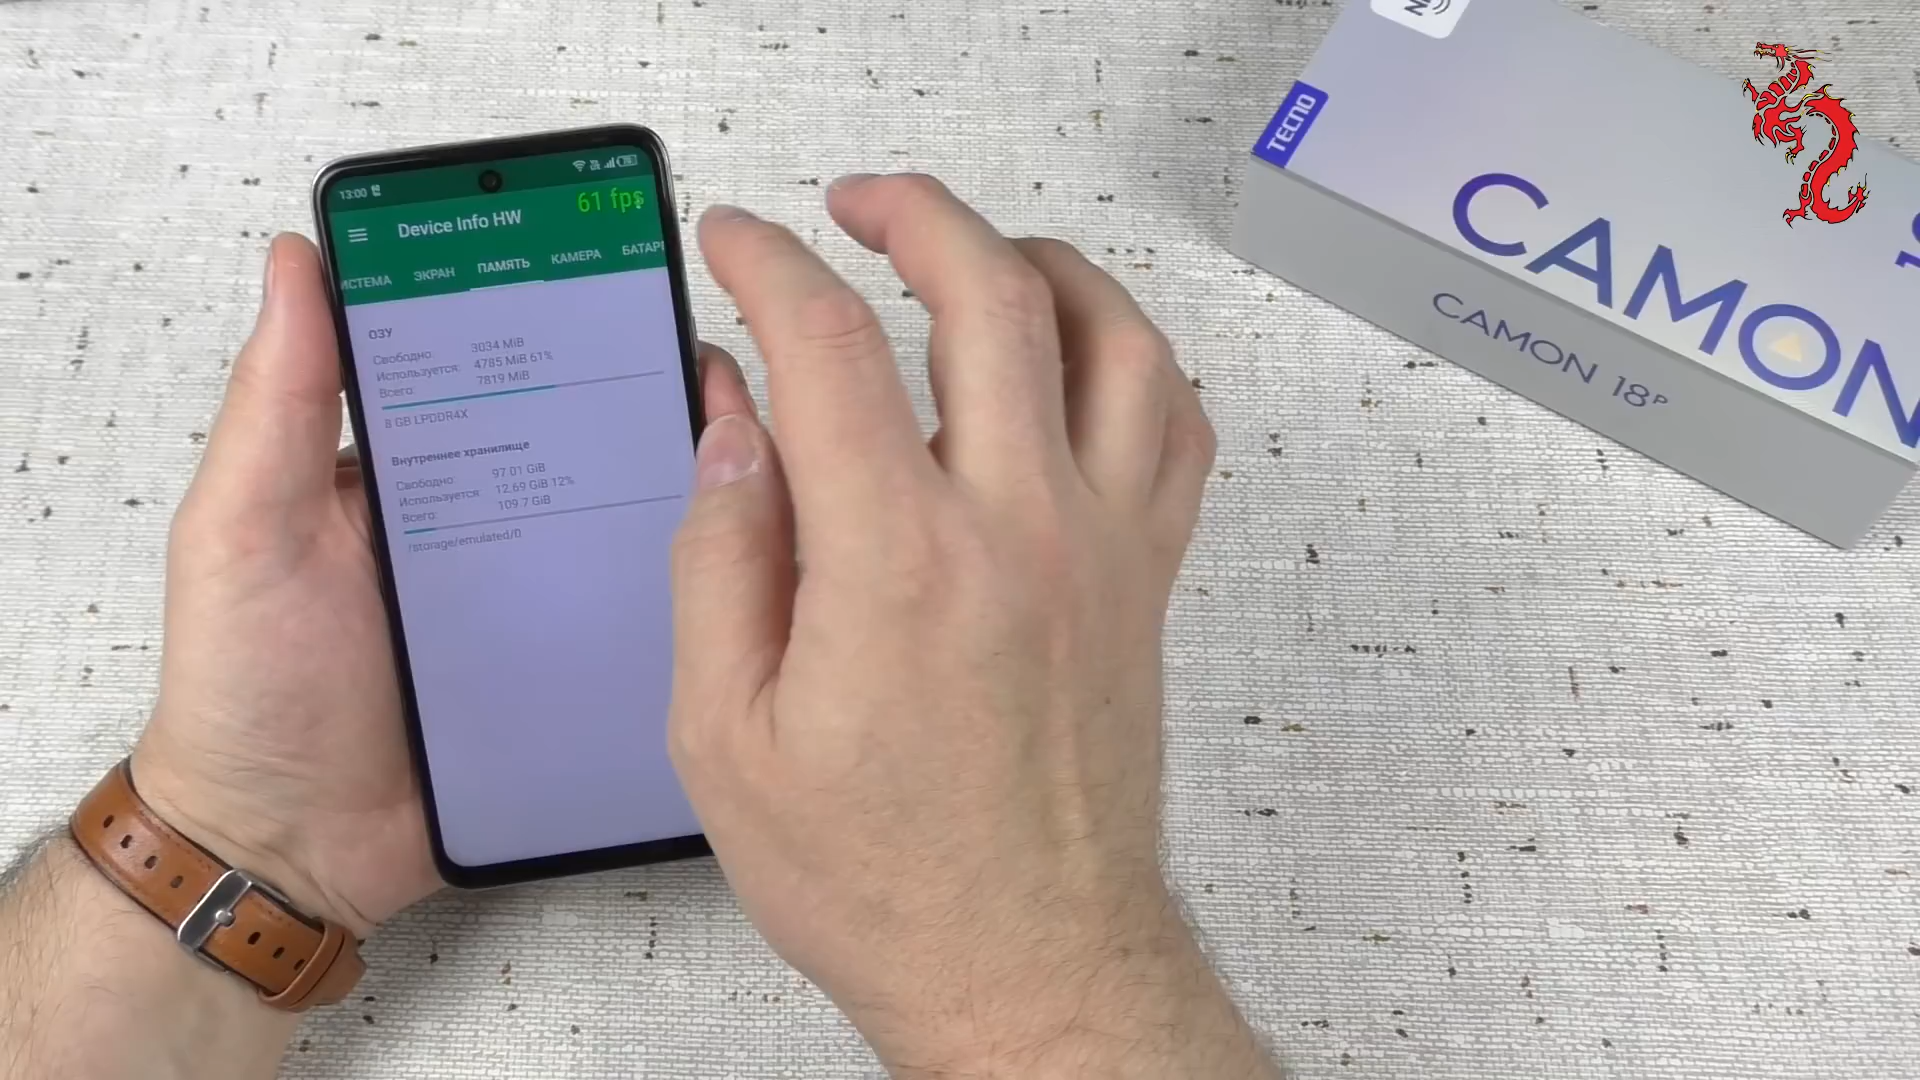 13:00
61 fps
Device Info HW
ИСТЕМА ЭКРАН ПАМЯТЬ КАМЕРА БАТАРЕ
ОЗУ
Свободно: 3034 MiB
Используется: 4785 MiB 61%
Всего: 7819 MiB
8 GB LPDDR4X
Внутреннее хранилище
Свободно: 97.01 GiB
Используется: 12.69 GiB 12%
Всего: 109.7 GiB
/storage/emulated/0
TECNO
CAMON
CAMON 18P